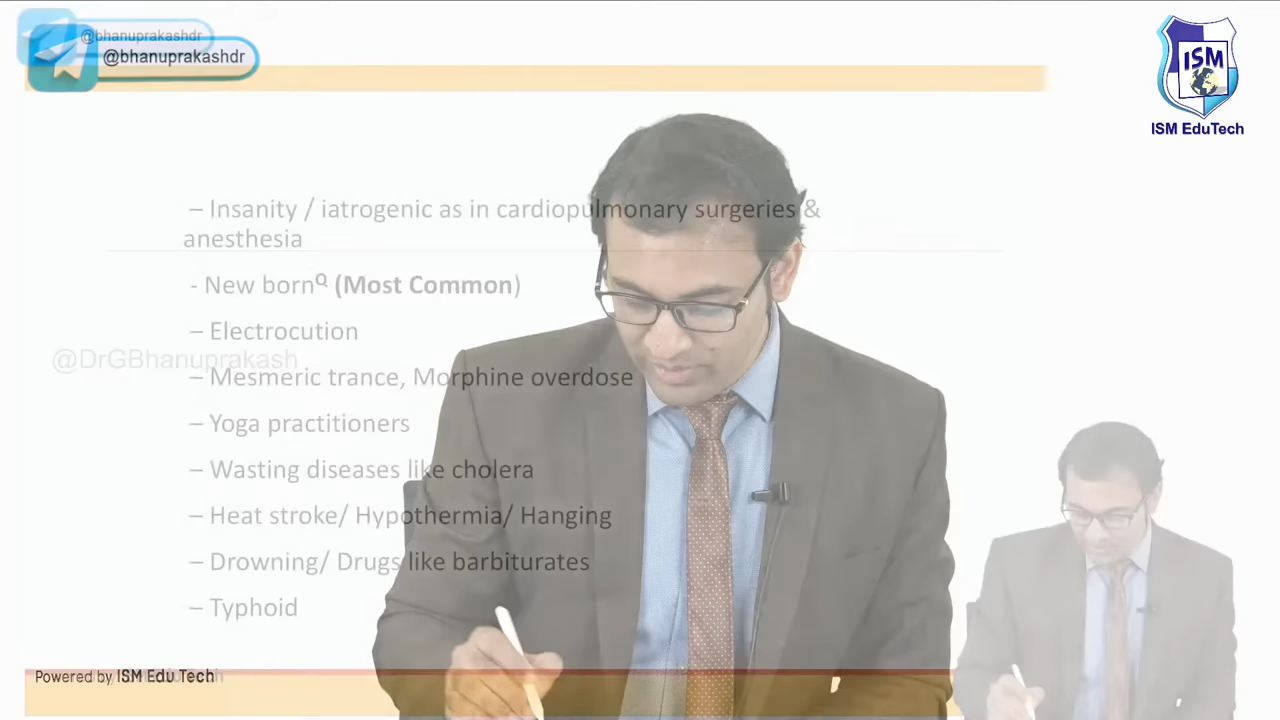 @bhanuprakashdr
@bhanuprakashdr
ISM
ISM EduTech
– Insanity / iatrogenic as in cardiopulmonary surgeries &
anesthesia
- New bornQ (Most Common)
– Electrocution
@DrGBhanuprakash
– Mesmeric trance, Morphine overdose
– Yoga practitioners
– Wasting diseases like cholera
– Heat stroke/ Hypothermia/ Hanging
– Drowning/ Drugs like barbiturates
– Typhoid
Powered by ISM Edu Tech